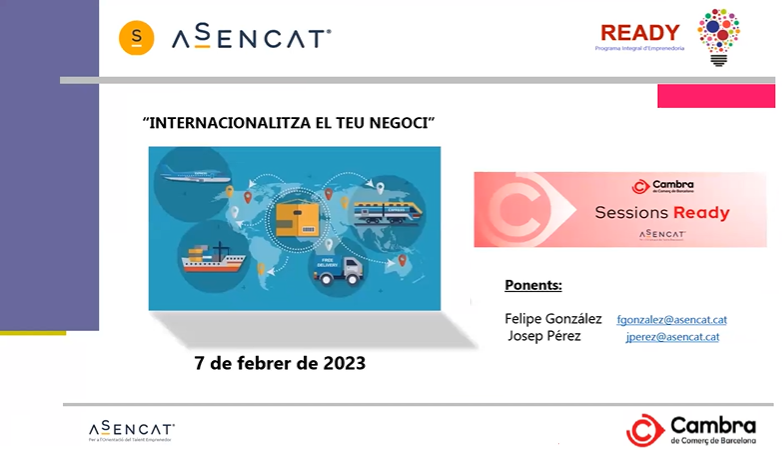 S ASENCAT®
READY
Programa Integral d'Emprenedoria
"INTERNACIONALITZA EL TEU NEGOCI"
FREE
DELIVERY
Cambra
de Comerç de Barcelona
Sessions Ready
ASENCAT®
Ponents:
Felipe González fgonzalez@asencat.cat
Josep Pérez jperez@asencat.cat
7 de febrer de 2023
ASENCAT®
Per a l'Orientació del Talent Emprenedor
Cambra
de Comerç de Barcelona